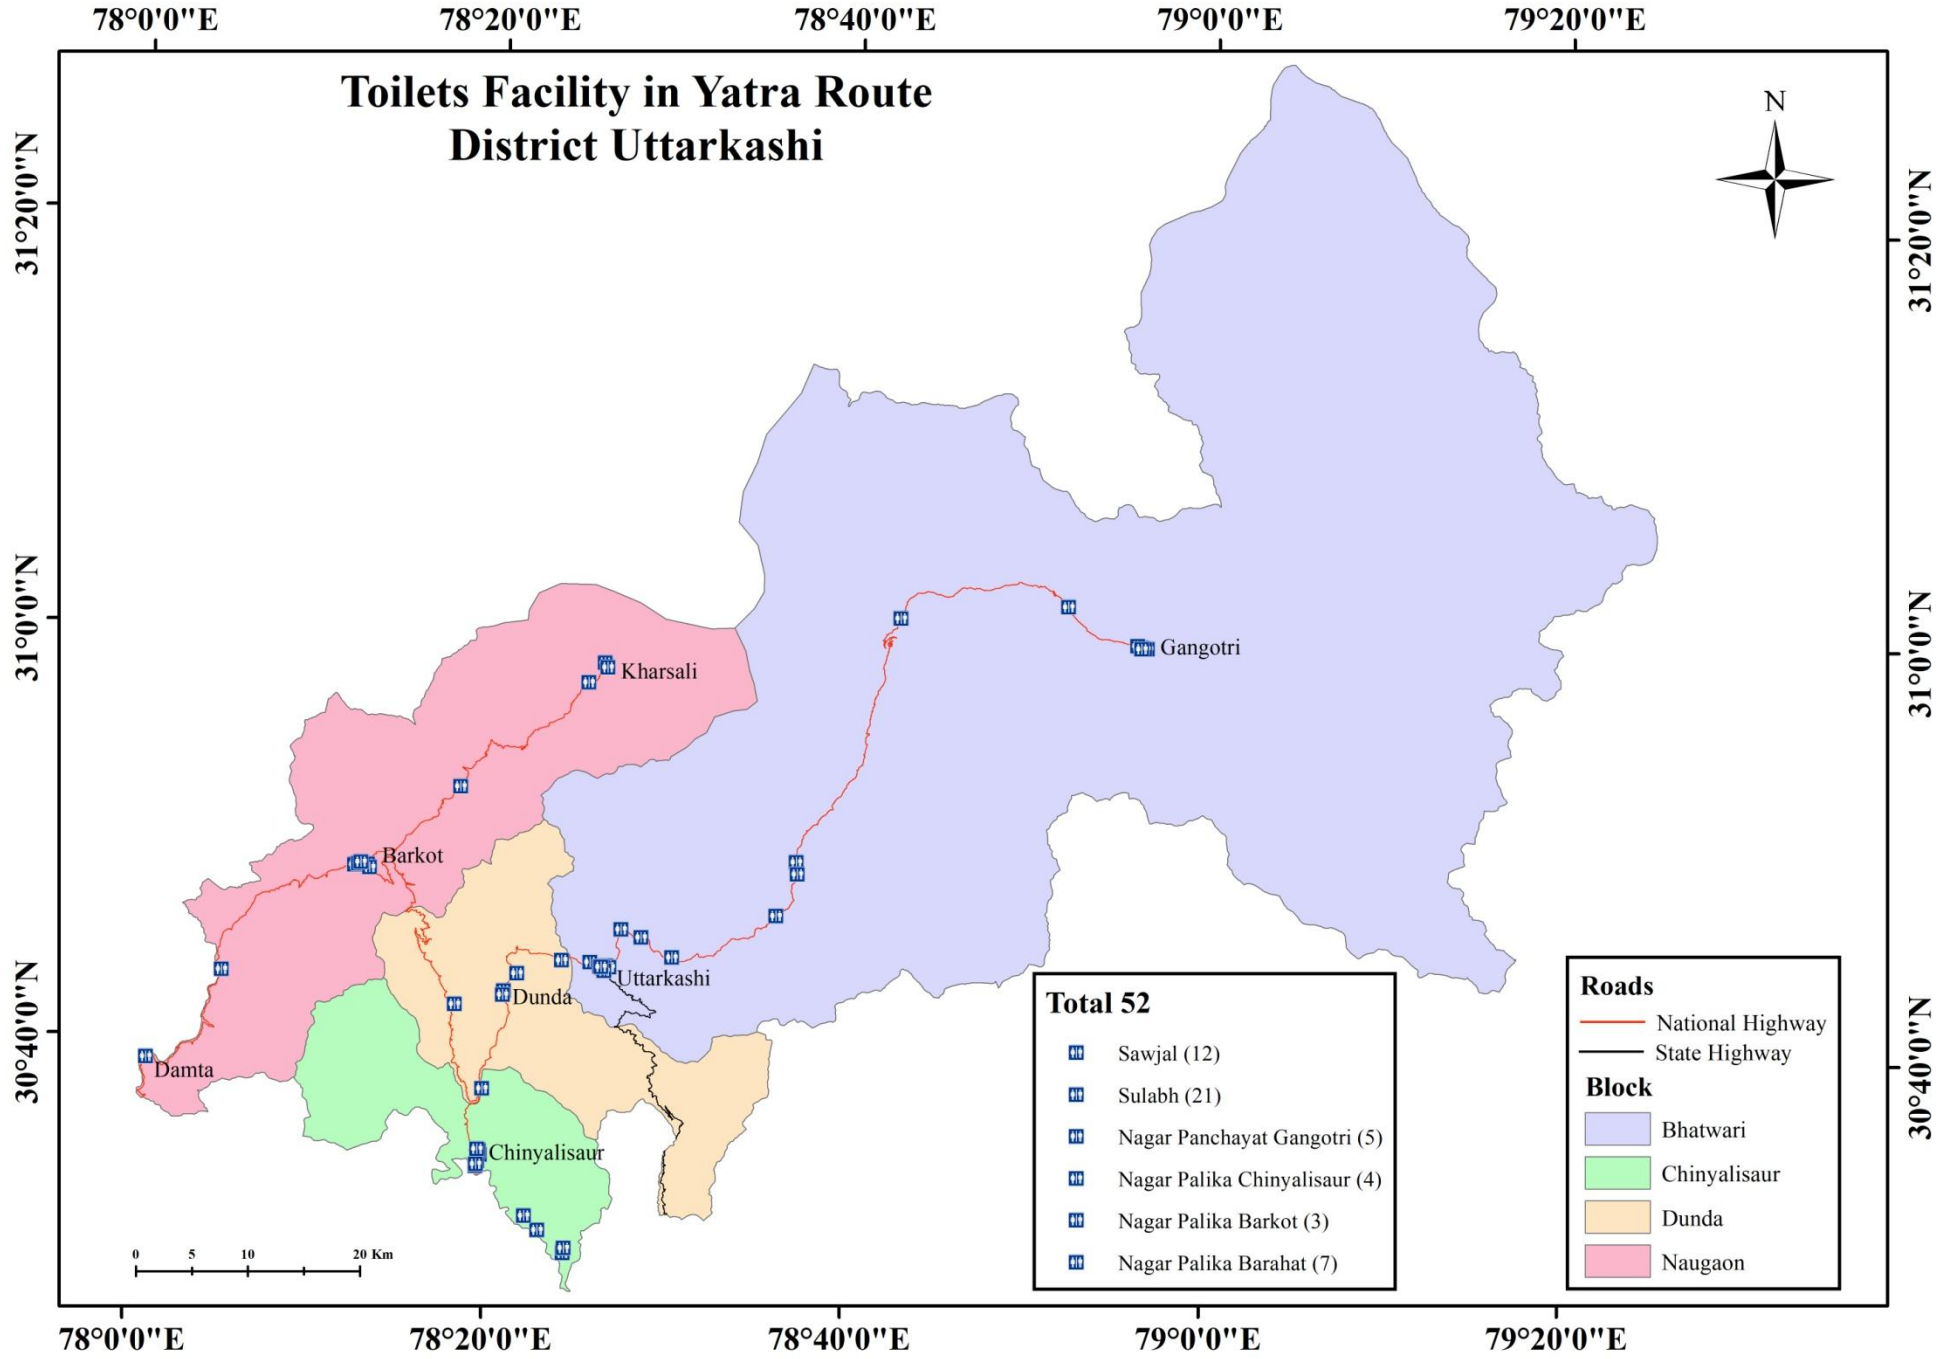 78°0'0"E 78°20'0"E 78°40'0"E 79°0'0"E 79°20'0"E
Toilets Facility in Yatra Route
District Uttarkashi
N
31°20'0"N
31°20'0"N
31°0'0"N
31°0'0"N
30°40'0"N
30°40'0"N
Gangotri
Kharsali
Barkot
Uttarkashi
Dunda
Damta
Chinyalisaur
0 5 10 20 Km
Total 52
Sawjal (12)
Sulabh (21)
Nagar Panchayat Gangotri (5)
Nagar Palika Chinyalisaur (4)
Nagar Palika Barkot (3)
Nagar Palika Barahat (7)
Roads
National Highway
State Highway
Block
Bhatwari
Chinyalisaur
Dunda
Naugaon
78°0'0"E 78°20'0"E 78°40'0"E 79°0'0"E 79°20'0"E